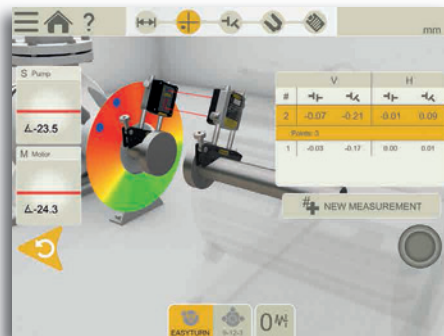 ?
mm
S Pump
-23.5
M Motor
-24.3
V H
#
2 -0.07 -0.21 -0.01 0.09
Points: 3
1 -0.03 -0.17 0.00 0.01
# NEW MEASUREMENT
EASYTURN 9-12-3 0